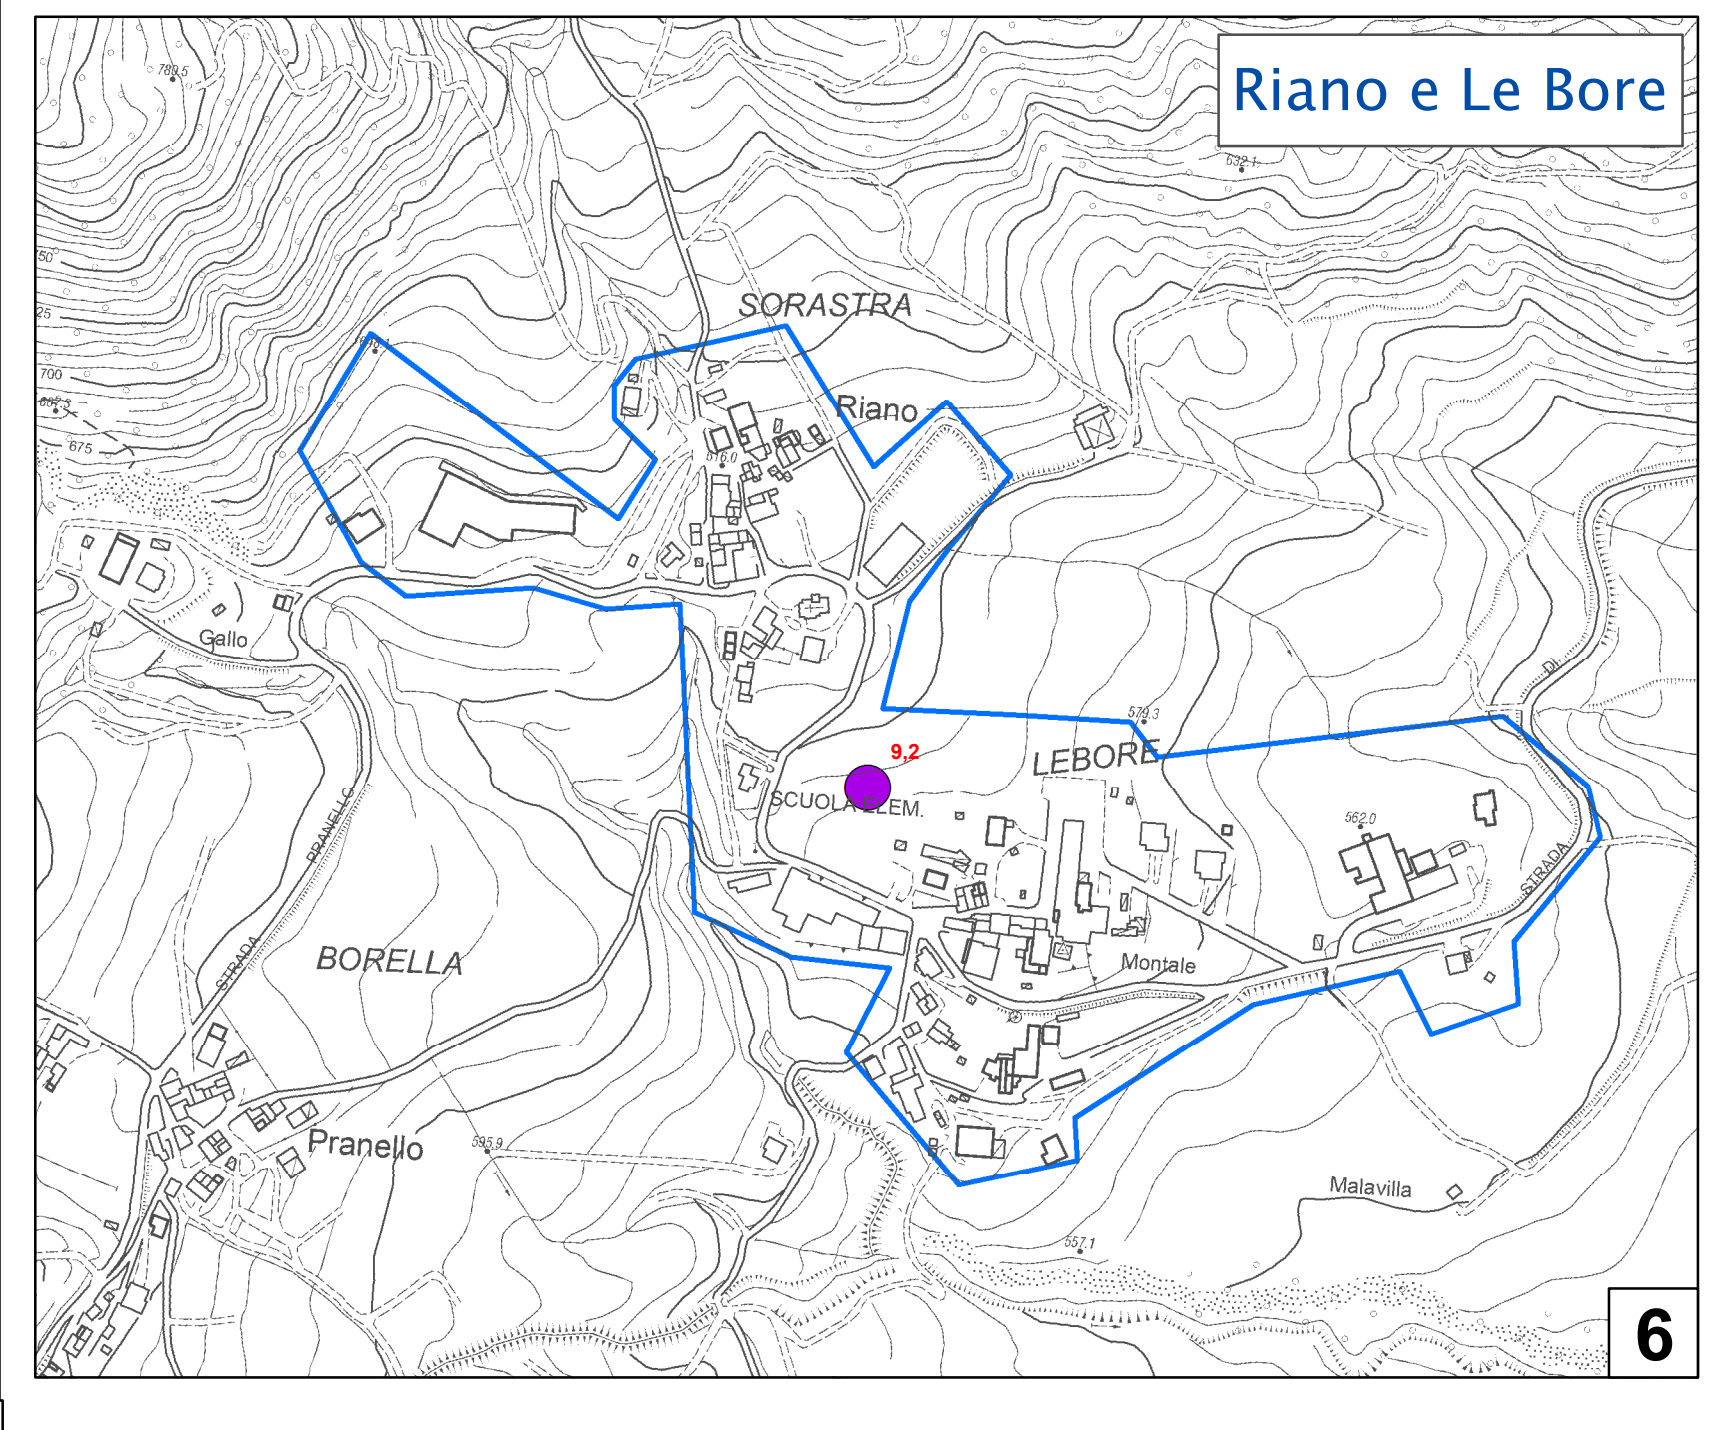 Riano e Le Bore
789.5
632.1
50
SORASTRA
25
700
Riano
675
616.0
Gallo
DI
579.3
9,2
LEBORE
SCUOLA ELEM.
562.0
STRADA
PRANELLO
STRADA
BORELLA
Montale
Pranello
595.9
Malavilla
557.1
6